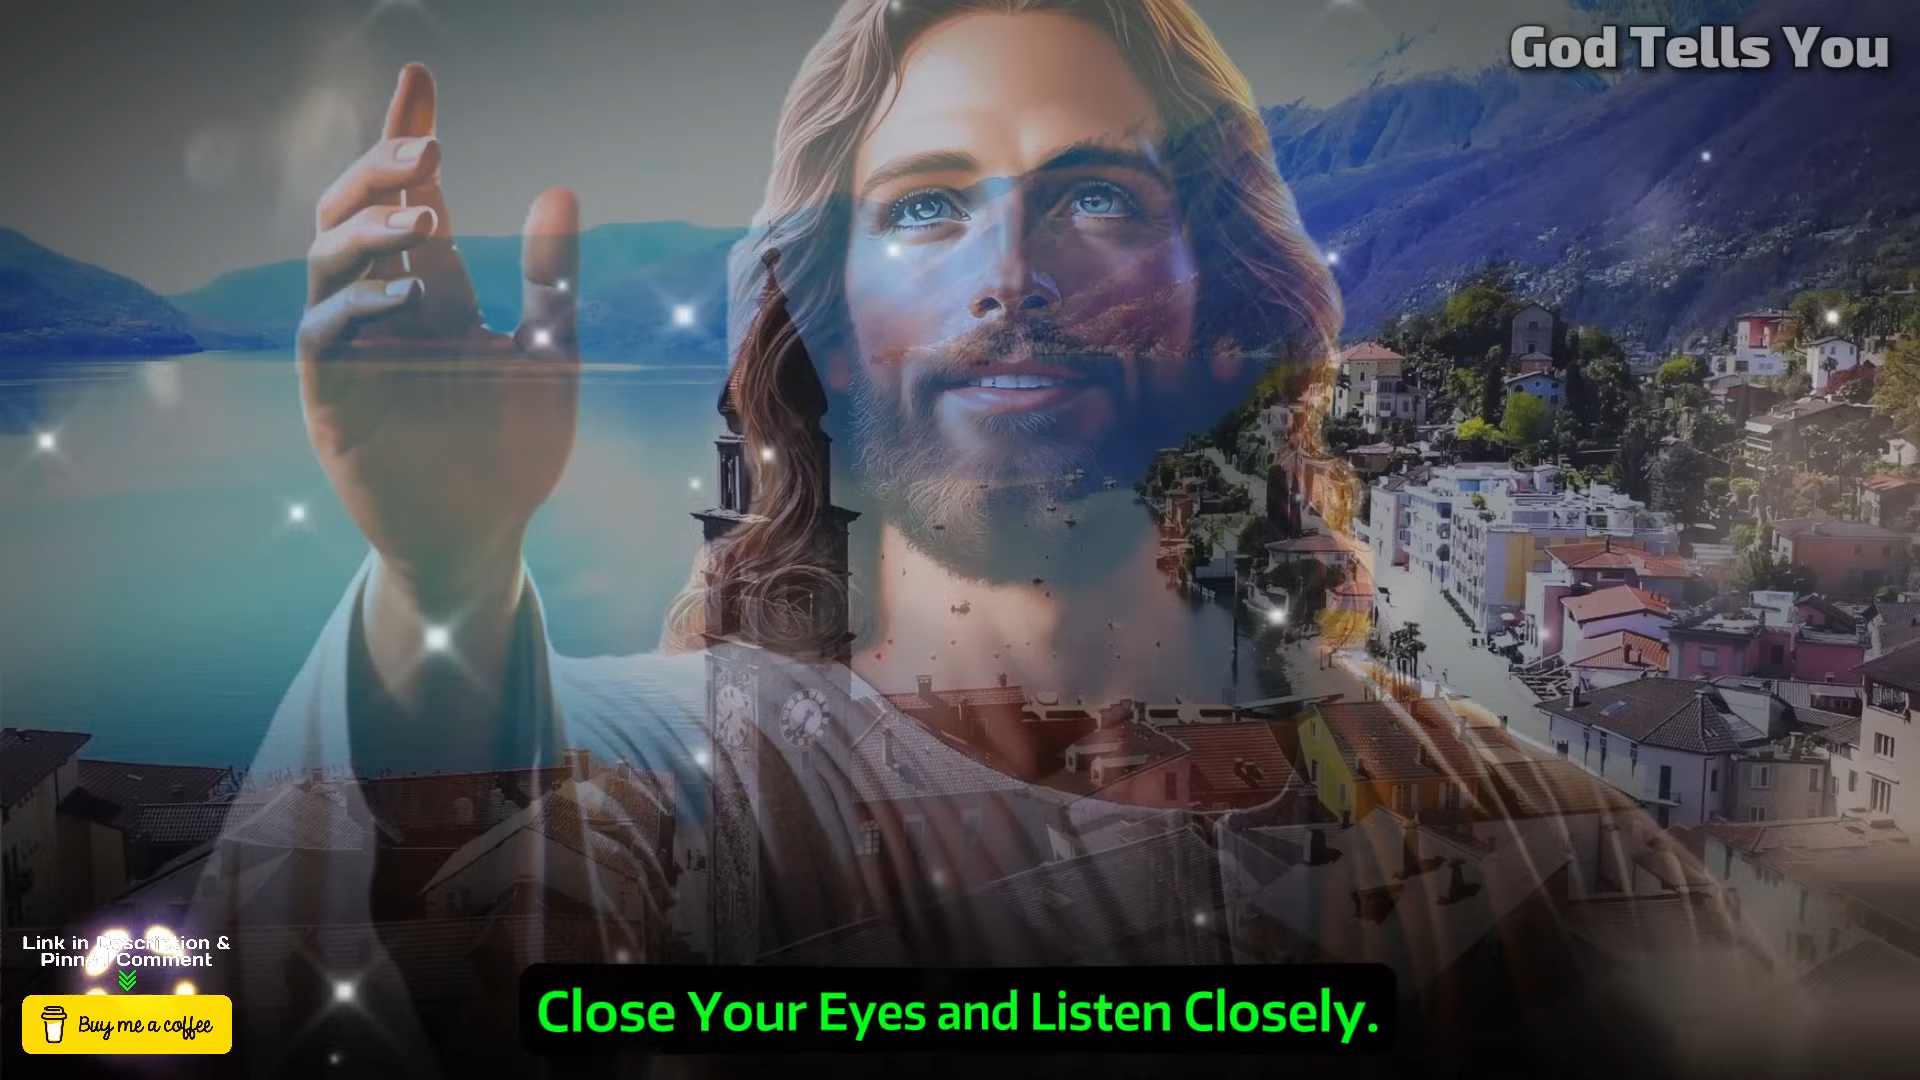 God Tells You
Link in Description &
Pinned Comment
Buy me a coffee
Close Your Eyes and Listen Closely.